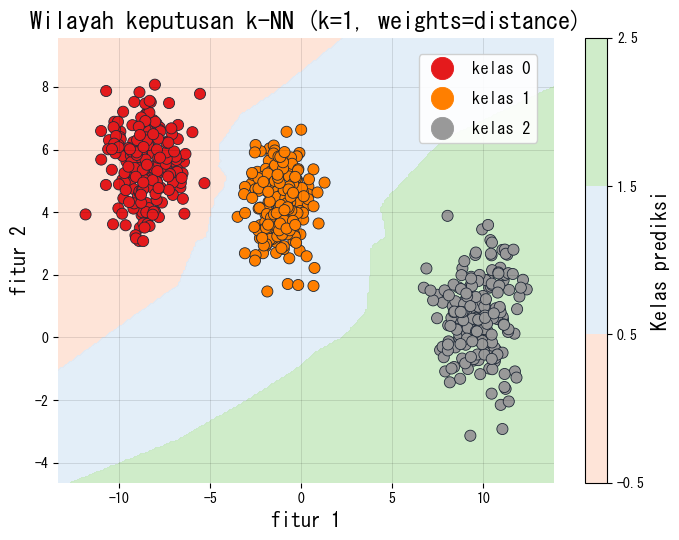 Wilayah keputusan k-NN (k=1, weights=distance)
kelas 0
kelas 1
kelas 2
8
6
4
2
0
-2
-4
fitur 2
-10
-5
0
5
10
fitur 1
2.5
1.5
0.5
-0.5
Kelas prediksi